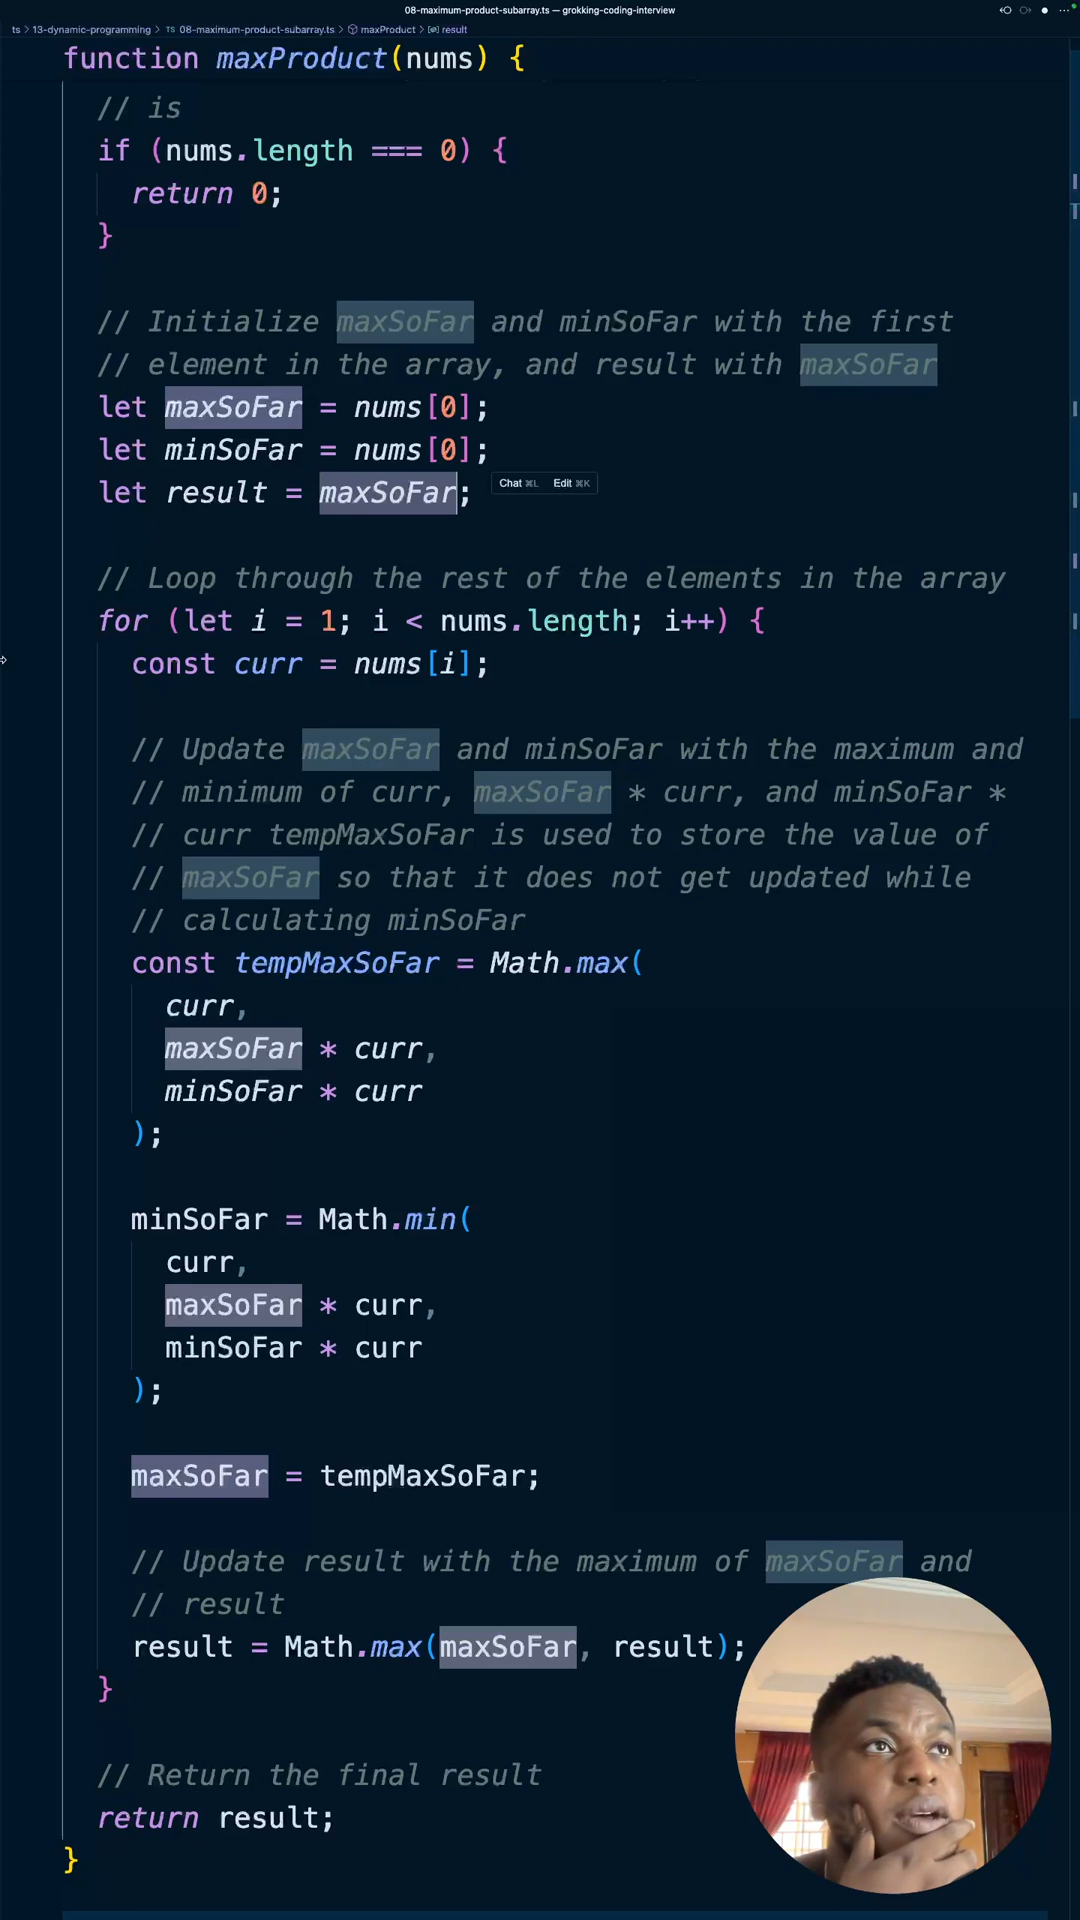 08-maximum-product-subarray.ts — grokking-coding-interview
ts > 13-dynamic-programming > TS 08-maximum-product-subarray.ts > maxProduct > result
function maxProduct(nums) {
// is
if (nums.length === 0) {
return 0;
}
// Initialize maxSoFar and minSoFar with the first
// element in the array, and result with maxSoFar
let maxSoFar = nums[0];
let minSoFar = nums[0];
let result = maxSoFar;
Chat ⌘L Edit ⌘K
// Loop through the rest of the elements in the array
for (let i = 1; i < nums.length; i++) {
const curr = nums[i];
// Update maxSoFar and minSoFar with the maximum and
// minimum of curr, maxSoFar * curr, and minSoFar *
// curr tempMaxSoFar is used to store the value of
// maxSoFar so that it does not get updated while
// calculating minSoFar
const tempMaxSoFar = Math.max(
curr,
maxSoFar * curr,
minSoFar * curr
);
minSoFar = Math.min(
curr,
maxSoFar * curr,
minSoFar * curr
);
maxSoFar = tempMaxSoFar;
// Update result with the maximum of maxSoFar and
// result
result = Math.max(maxSoFar, result);
}
// Return the final result
return result;
}